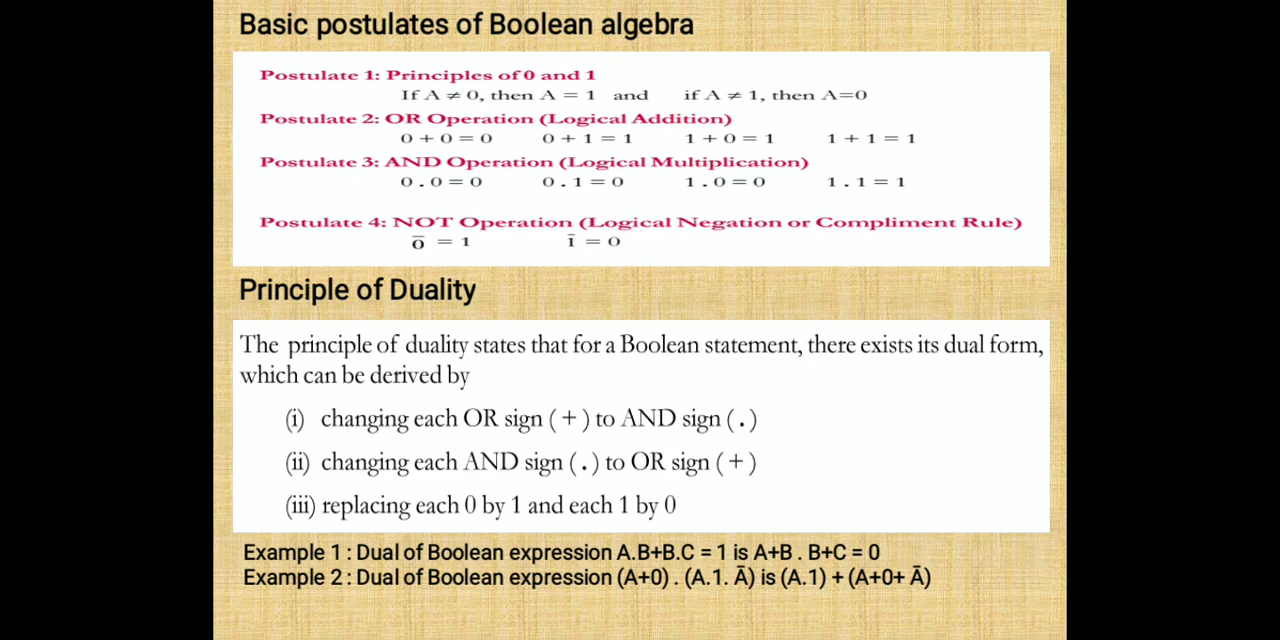 Basic postulates of Boolean algebra
Postulate 1: Principles of 0 and 1
If A ≠ 0, then A = 1 and if A ≠ 1, then A=0
Postulate 2: OR Operation (Logical Addition)
0 + 0 = 0 0 + 1 = 1 1 + 0 = 1 1 + 1 = 1
Postulate 3: AND Operation (Logical Multiplication)
0 . 0 = 0 0 . 1 = 0 1 . 0 = 0 1 . 1 = 1
Postulate 4: NOT Operation (Logical Negation or Compliment Rule)
0̅ = 1 1̅ = 0
Principle of Duality
The principle of duality states that for a Boolean statement, there exists its dual form,
which can be derived by
(i) changing each OR sign ( + ) to AND sign ( . )
(ii) changing each AND sign ( . ) to OR sign ( + )
(iii) replacing each 0 by 1 and each 1 by 0
Example 1 : Dual of Boolean expression A.B+B.C = 1 is A+B . B+C = 0
Example 2 : Dual of Boolean expression (A+0) . (A.1. Ā) is (A.1) + (A+0+ Ā)